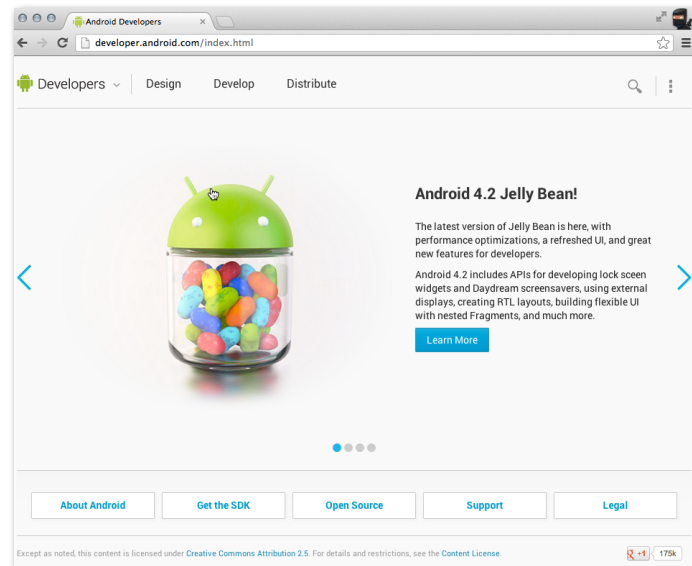 Android Developers
developer.android.com/index.html
Developers Design Develop Distribute
Android 4.2 Jelly Bean!
The latest version of Jelly Bean is here, with
performance optimizations, a refreshed UI, and great
new features for developers.
Android 4.2 includes APIs for developing lock sceen
widgets and Daydream screensavers, using external
displays, creating RTL layouts, building flexible UI
with nested Fragments, and much more.
Learn More
About Android Get the SDK Open Source Support Legal
Except as noted, this content is licensed under Creative Commons Attribution 2.5. For details and restrictions, see the Content License.
+1 175k